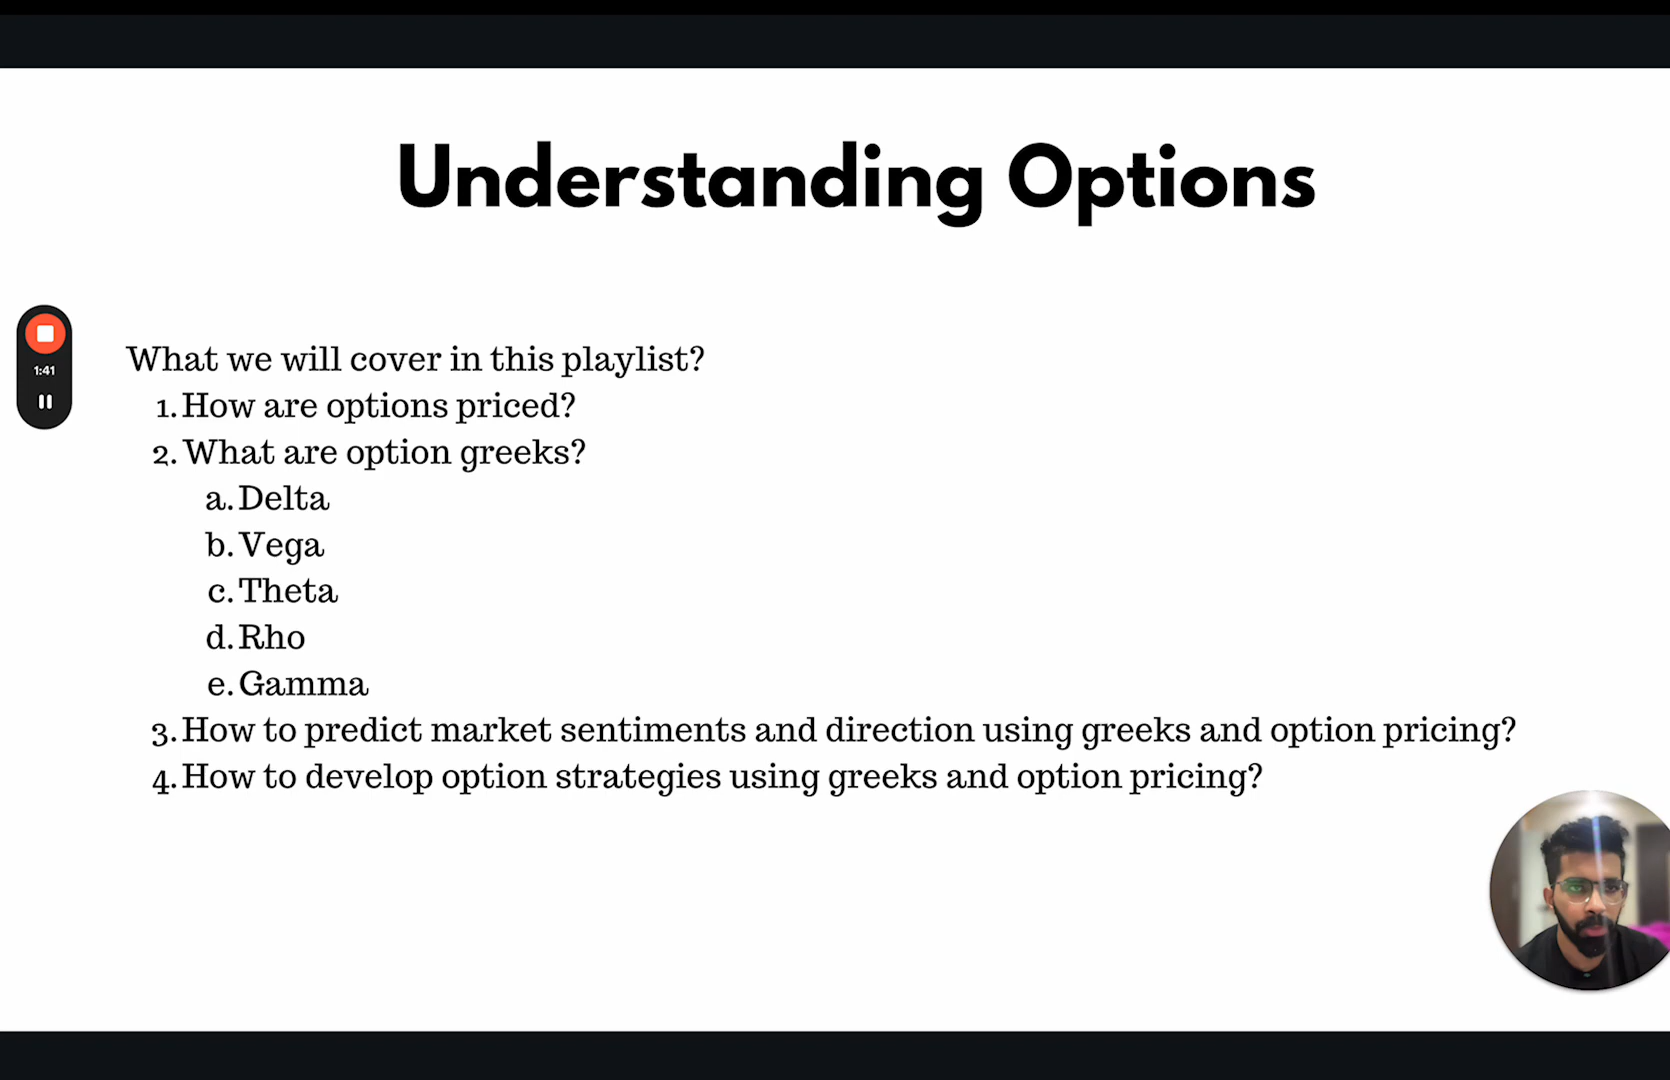 Understanding Options
1:41
What we will cover in this playlist?
1. How are options priced?
2. What are option greeks?
a. Delta
b. Vega
c. Theta
d. Rho
e. Gamma
3. How to predict market sentiments and direction using greeks and option pricing?
4. How to develop option strategies using greeks and option pricing?